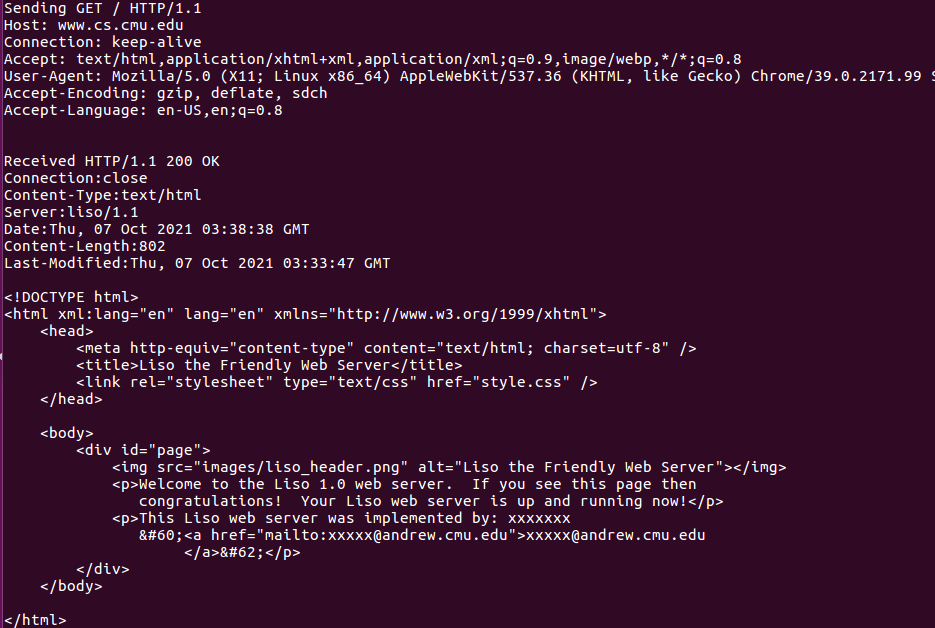 Sending GET / HTTP/1.1
Host: www.cs.cmu.edu
Connection: keep-alive
Accept: text/html,application/xhtml+xml,application/xml;q=0.9,image/webp,*/*;q=0.8
User-Agent: Mozilla/5.0 (X11; Linux x86_64) AppleWebKit/537.36 (KHTML, like Gecko) Chrome/39.0.2171.99 S
Accept-Encoding: gzip, deflate, sdch
Accept-Language: en-US,en;q=0.8
Received HTTP/1.1 200 OK
Connection:close
Content-Type:text/html
Server:liso/1.1
Date:Thu, 07 Oct 2021 03:38:38 GMT
Content-Length:802
Last-Modified:Thu, 07 Oct 2021 03:33:47 GMT
<!DOCTYPE html>
<html xml:lang="en" lang="en" xmlns="http://www.w3.org/1999/xhtml">
    <head>
        <meta http-equiv="content-type" content="text/html; charset=utf-8" />
        <title>Liso the Friendly Web Server</title>
        <link rel="stylesheet" type="text/css" href="style.css" />
    </head>
    <body>
        <div id="page">
            <img src="images/liso_header.png" alt="Liso the Friendly Web Server"></img>
            <p>Welcome to the Liso 1.0 web server.  If you see this page then
               congratulations!  Your Liso web server is up and running now!</p>
            <p>This Liso web server was implemented by: xxxxxxx
               &#60;<a href="mailto:xxxxx@andrew.cmu.edu">xxxxx@andrew.cmu.edu
                    </a>&#62;</p>
        </div>
    </body>
</html>